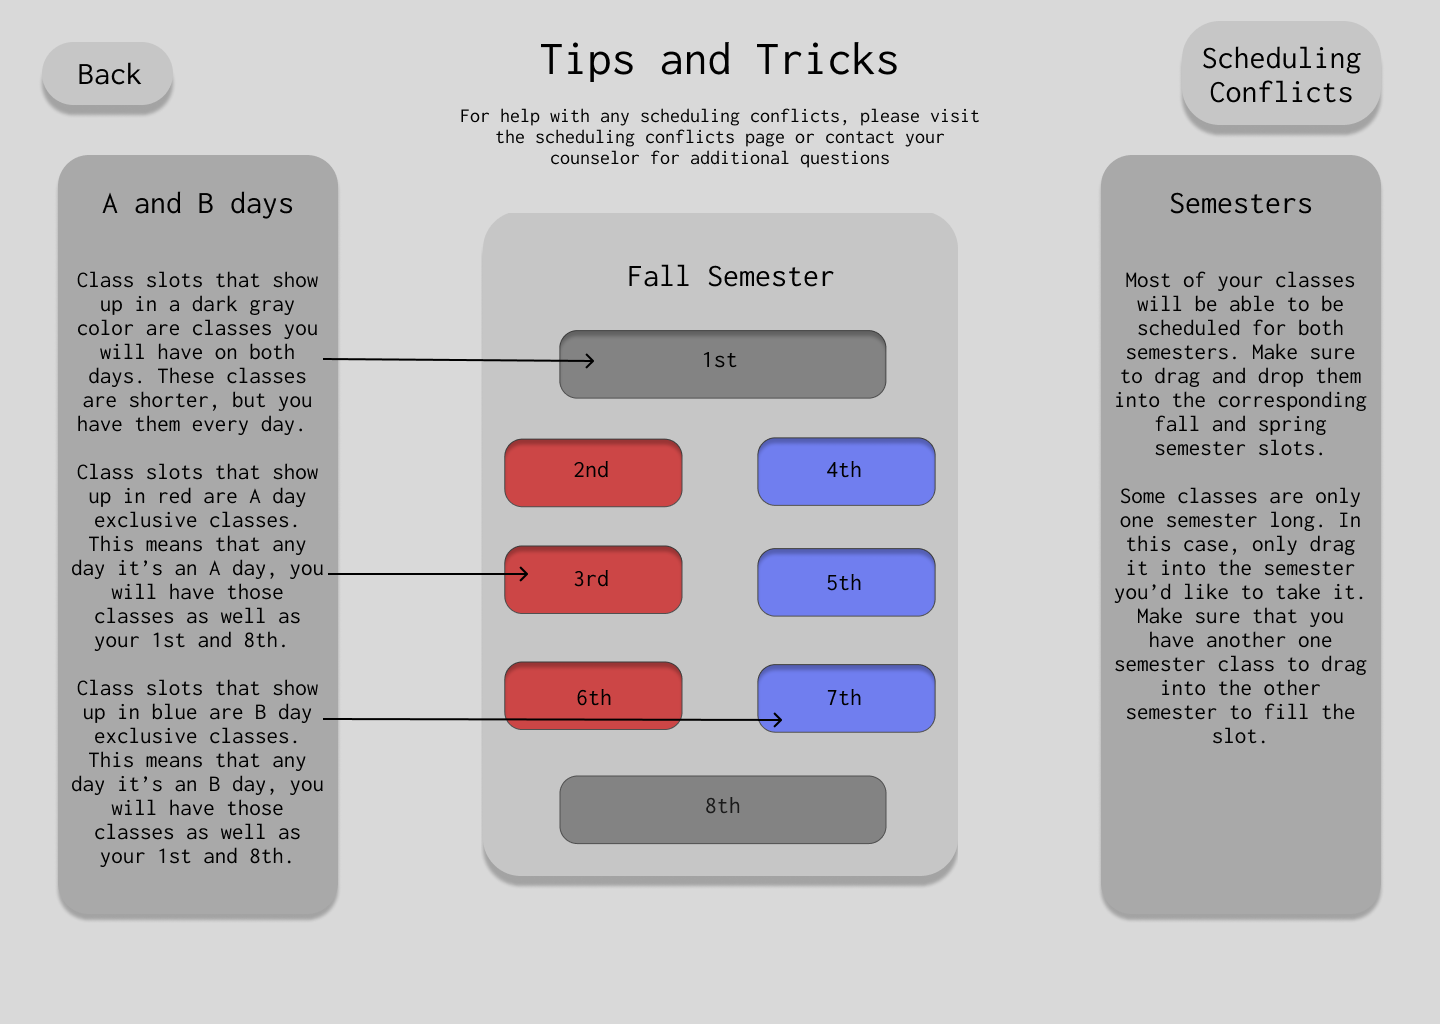 Back
Tips and Tricks
Scheduling
Conflicts
For help with any scheduling conflicts, please visit
the scheduling conflicts page or contact your
counselor for additional questions
A and B days
Class slots that show
up in a dark gray
color are classes you
will have on both
days. These classes
are shorter, but you
have them every day.
Class slots that show
up in red are A day
exclusive classes.
This means that any
day it’s an A day, you
will have those
classes as well as
your 1st and 8th.
Class slots that show
up in blue are B day
exclusive classes.
This means that any
day it’s an B day, you
will have those
classes as well as
your 1st and 8th.
Fall Semester
1st
2nd
4th
3rd
5th
6th
7th
8th
Semesters
Most of your classes
will be able to be
scheduled for both
semesters. Make sure
to drag and drop them
into the corresponding
fall and spring
semester slots.
Some classes are only
one semester long. In
this case, only drag
it into the semester
you’d like to take it.
Make sure that you
have another one
semester class to drag
into the other
semester to fill the
slot.